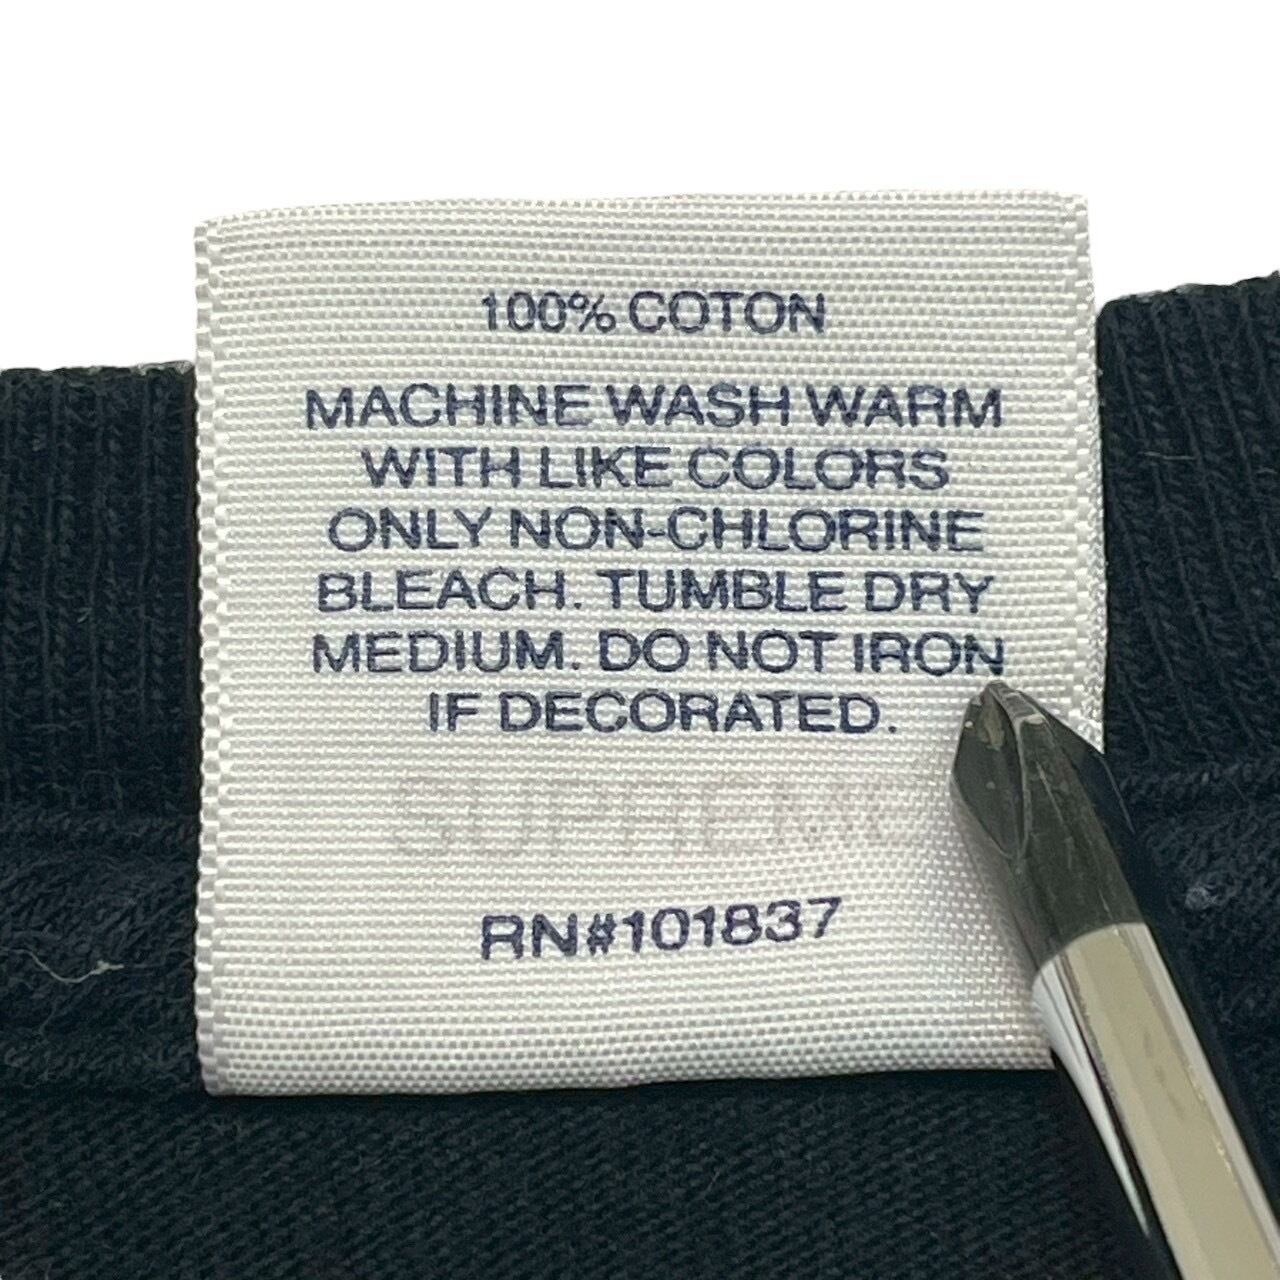 100% COTON
MACHINE WASH WARM
WITH LIKE COLORS
ONLY NON-CHLORINE
BLEACH. TUMBLE DRY
MEDIUM. DO NOT IRON
IF DECORATED.
RN#101837